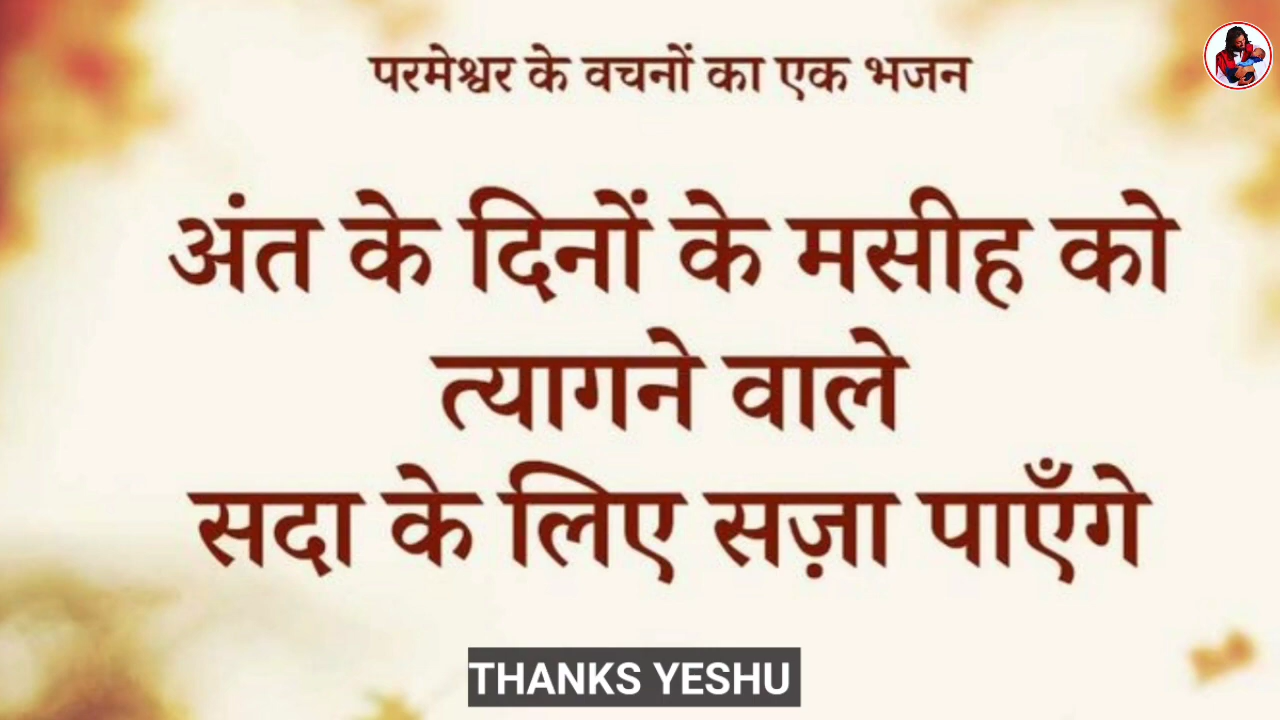 परमेश्वर के वचनों का एक भजन
अंत के दिनों के मसीह को
त्यागने वाले
सदा के लिए सज़ा पाएँगे
THANKS YESHU